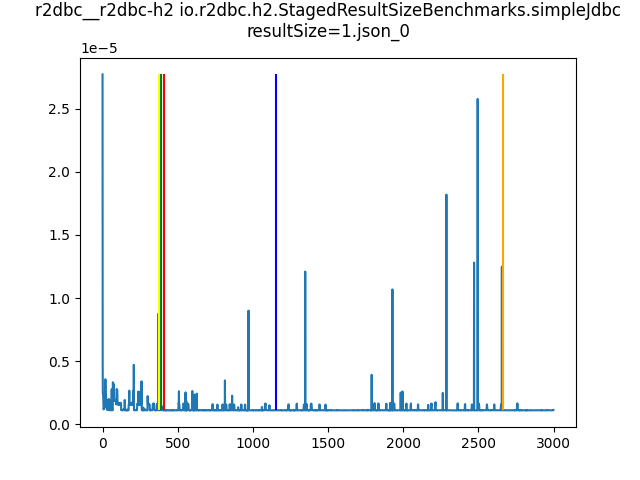 r2dbc__r2dbc-h2 io.r2dbc.h2.StagedResultSizeBenchmarks.simpleJdbc
resultSize=1.json_0
1e−5
2.5
2.0
1.5
1.0
0.5
0.0
0 500 1000 1500 2000 2500 3000